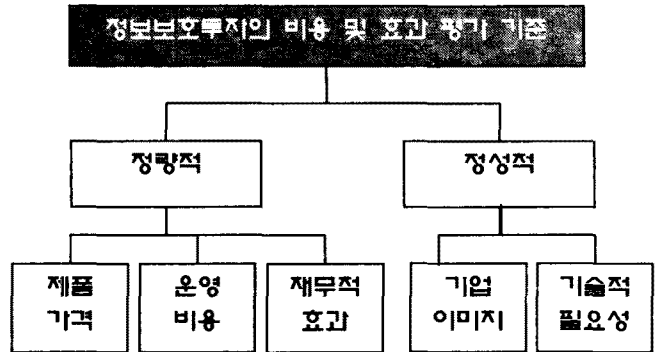 정보보호투자의 비용 및 효과 평가 기준
정량적 정성적
제품 운영 재무적 기업 기술적
가격 비용 효과 이미지 필요성